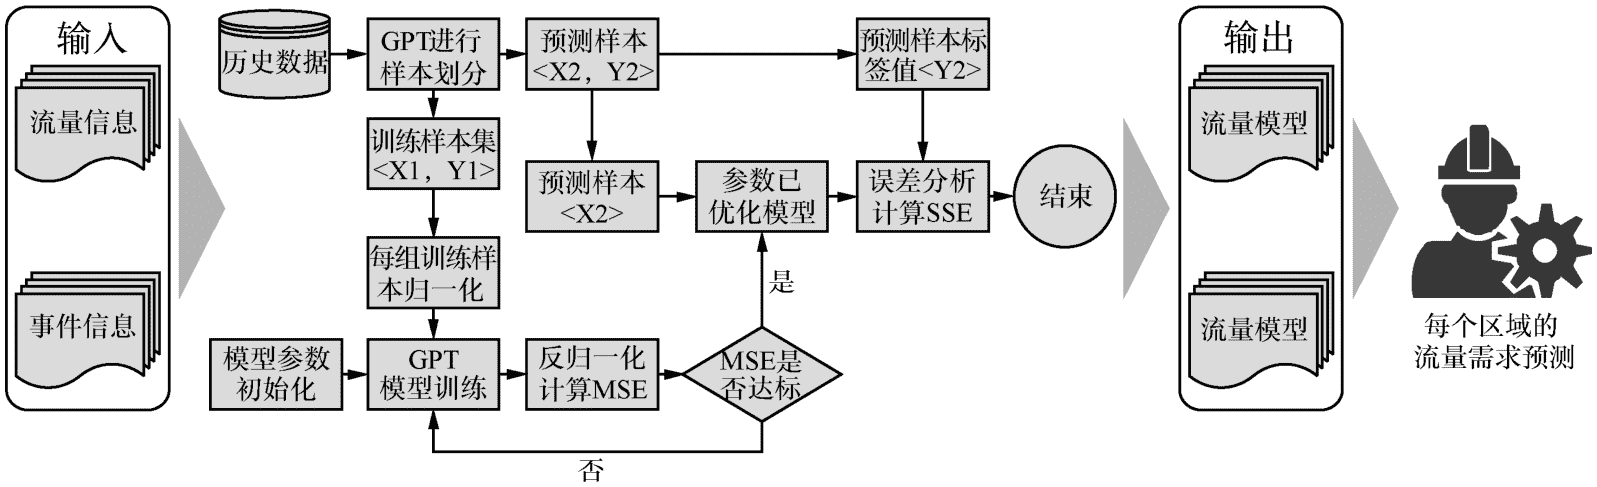 输入
流量信息
事件信息
历史数据
GPT进行
样本划分
预测样本
<X2，Y2>
预测样本标
签值<Y2>
训练样本集
<X1，Y1>
预测样本
<X2>
参数已
优化模型
误差分析
计算SSE
结束
每组训练样
本归一化
是
模型参数
初始化
GPT
模型训练
反归一化
计算MSE
MSE是
否达标
否
输出
流量模型
流量模型
每个区域的
流量需求预测